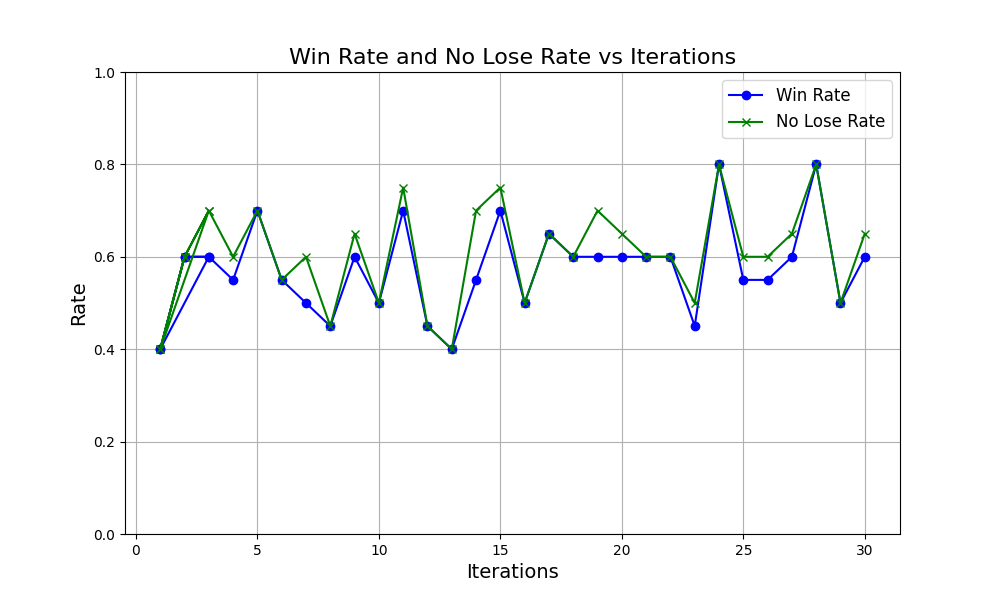 Win Rate and No Lose Rate vs Iterations
1.0
Win Rate
No Lose Rate
0.8
0.6
Rate
0.4
0.2
0.0
0 5 10 15 20 25 30
Iterations